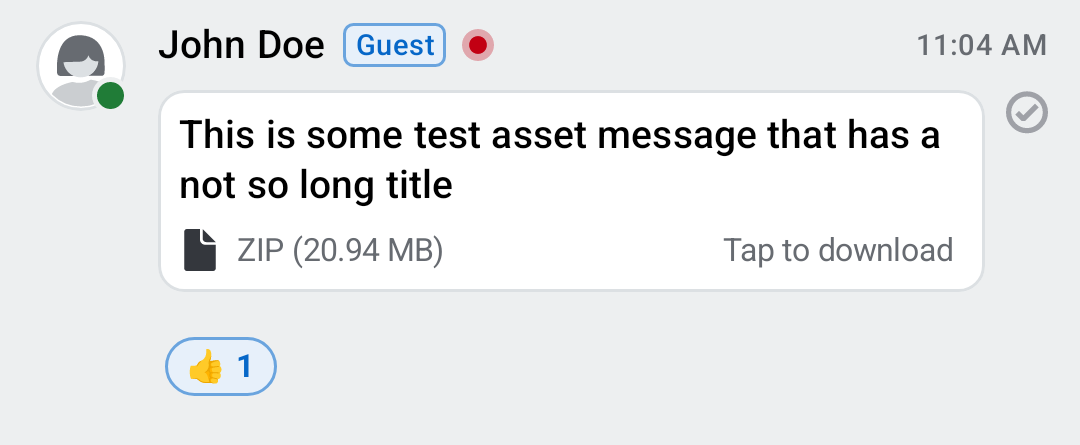 John Doe Guest 11:04 AM
This is some test asset message that has a
not so long title
ZIP (20.94 MB) Tap to download
👍 1